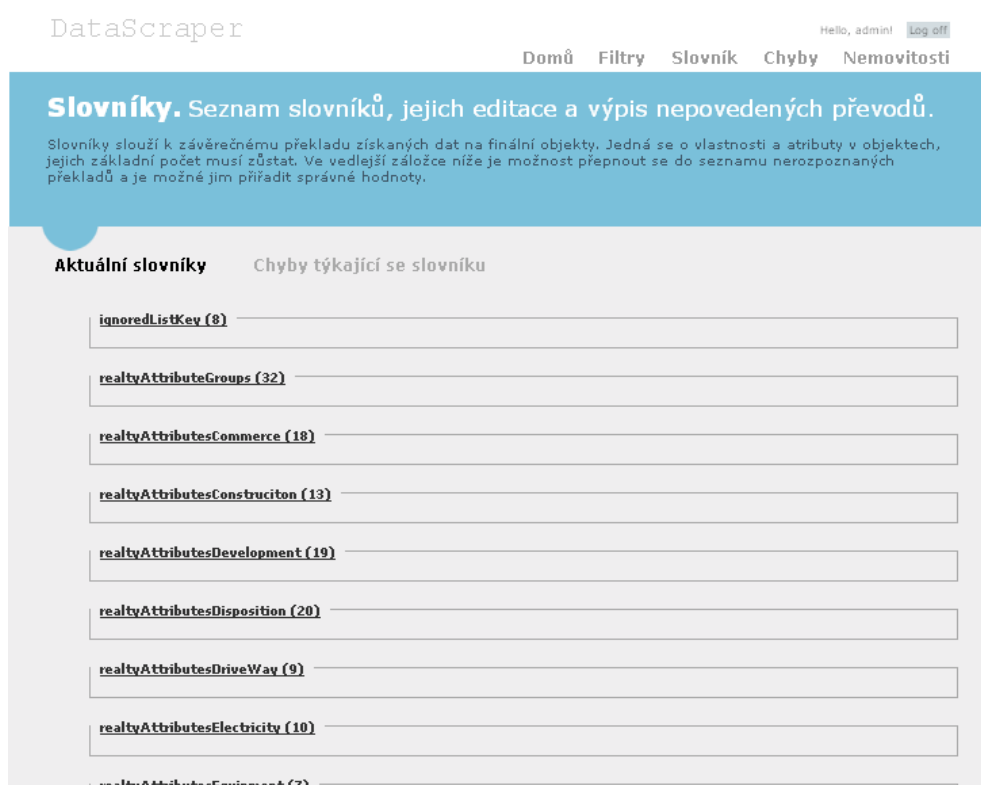 DataScraper
Hello, admin! Log off
Domů Filtry Slovník Chyby Nemovitosti
Slovníky. Seznam slovníků, jejich editace a výpis nepovedených převodů.
Slovníky slouží k závěrečnému překladu získaných dat na finální objekty. Jedná se o vlastnosti a atributy v objektech,
jejich základní počet musí zůstat. Ve vedlejší záložce níže je možnost přepnout se do seznamu nerozpoznaných
překladů a je možné jim přiřadit správné hodnoty.
Aktuální slovníky Chyby týkající se slovníku
ignoredListKey (8)
realtyAttributeGroups (32)
realtyAttributesCommerce (18)
realtyAttributesConstruciton (13)
realtyAttributesDevelopment (19)
realtyAttributesDisposition (20)
realtyAttributesDriveWay (9)
realtyAttributesElectricity (10)
realtyAttributesEquipment (7)